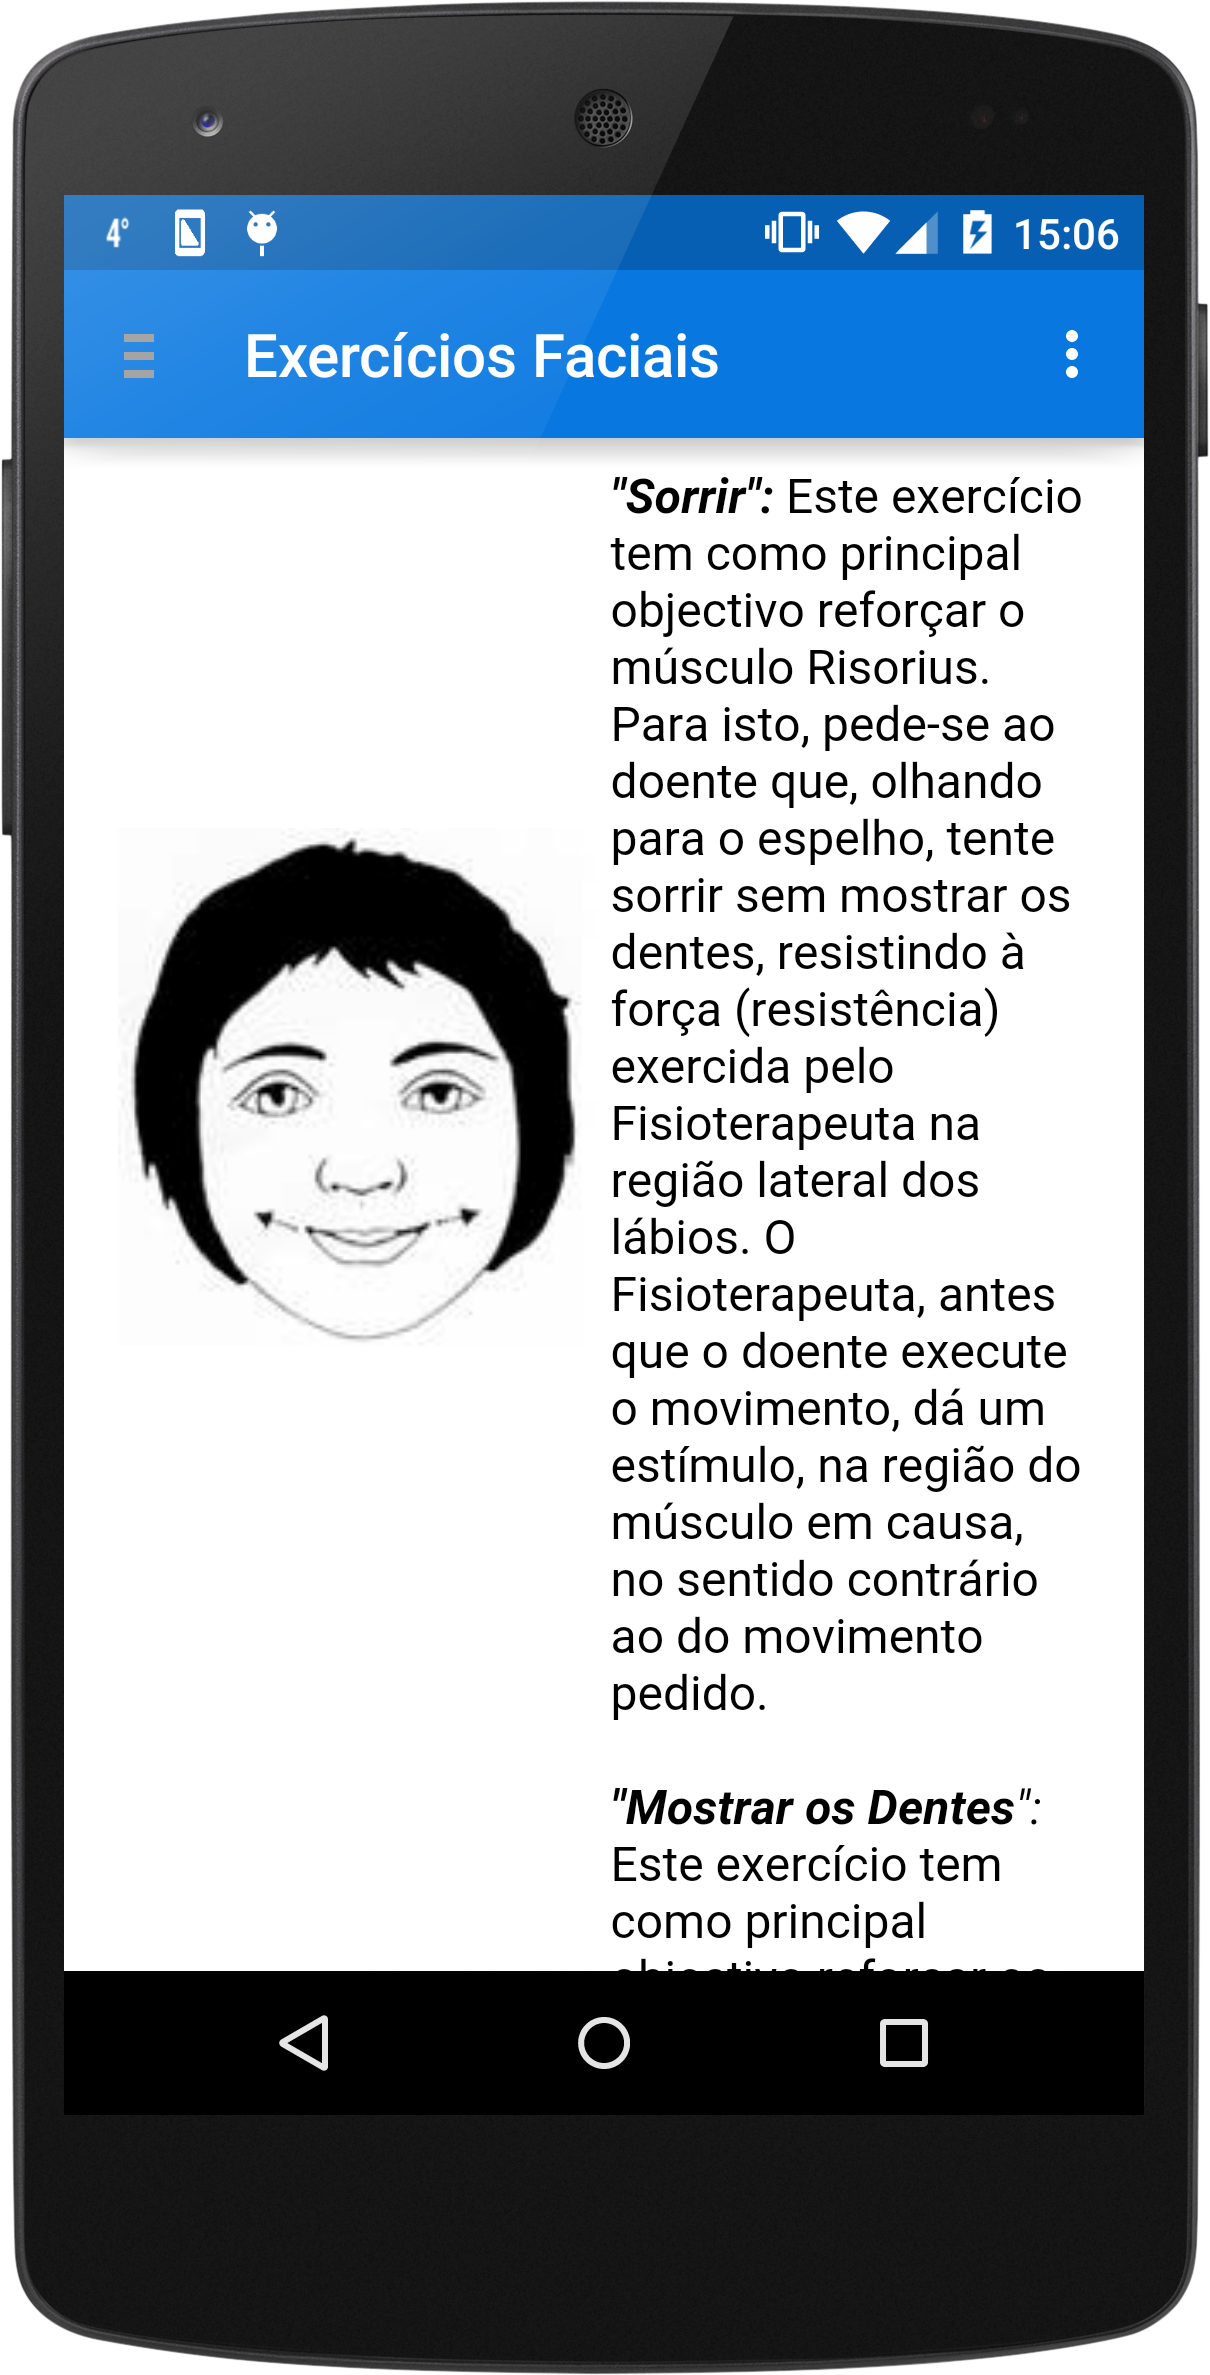 4°
15:06
Exercícios Faciais
"Sorrir": Este exercício
tem como principal
objectivo reforçar o
músculo Risorius.
Para isto, pede-se ao
doente que, olhando
para o espelho, tente
sorrir sem mostrar os
dentes, resistindo à
força (resistência)
exercida pelo
Fisioterapeuta na
região lateral dos
lábios. O
Fisioterapeuta, antes
que o doente execute
o movimento, dá um
estímulo, na região do
músculo em causa,
no sentido contrário
ao do movimento
pedido.
"Mostrar os Dentes":
Este exercício tem
como principal